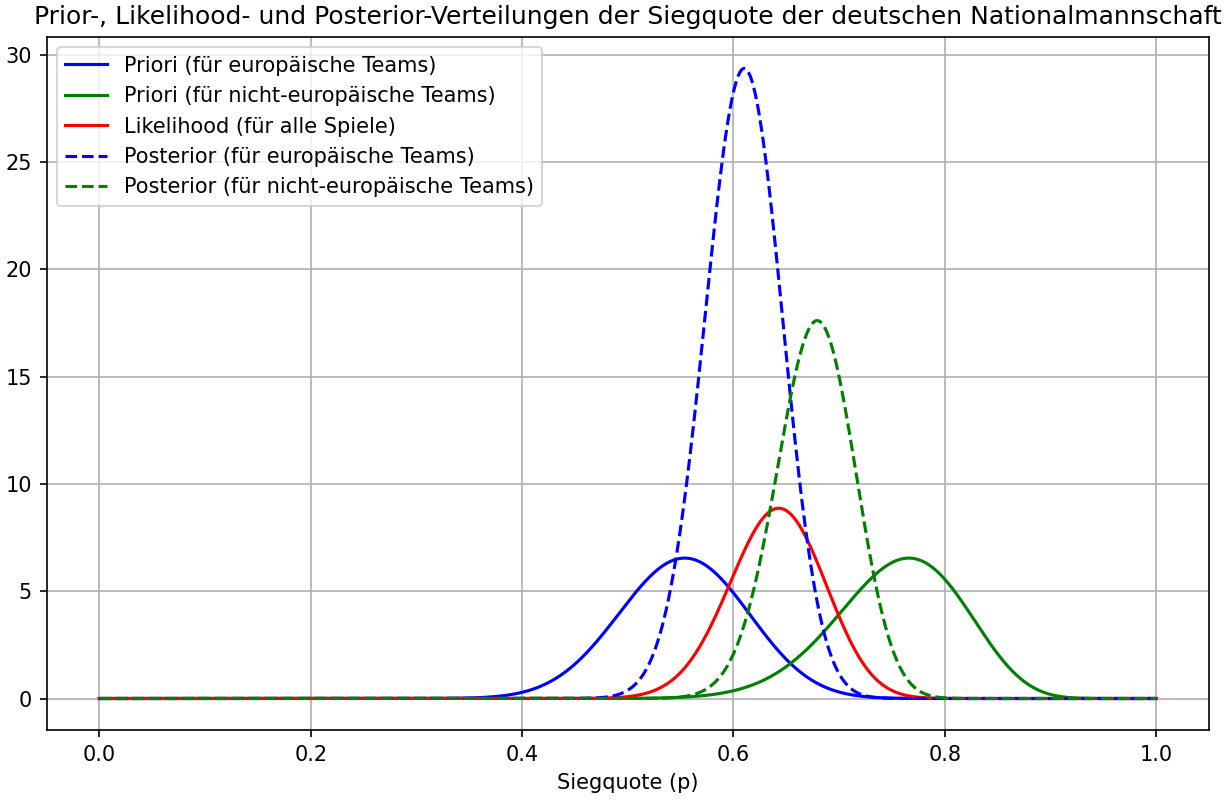 Prior-, Likelihood- und Posterior-Verteilungen der Siegquote der deutschen Nationalmannschaft
30
25
20
15
10
5
0
Priori (für europäische Teams)
Priori (für nicht-europäische Teams)
Likelihood (für alle Spiele)
Posterior (für europäische Teams)
Posterior (für nicht-europäische Teams)
0.0 0.2 0.4 0.6 0.8 1.0
Siegquote (p)